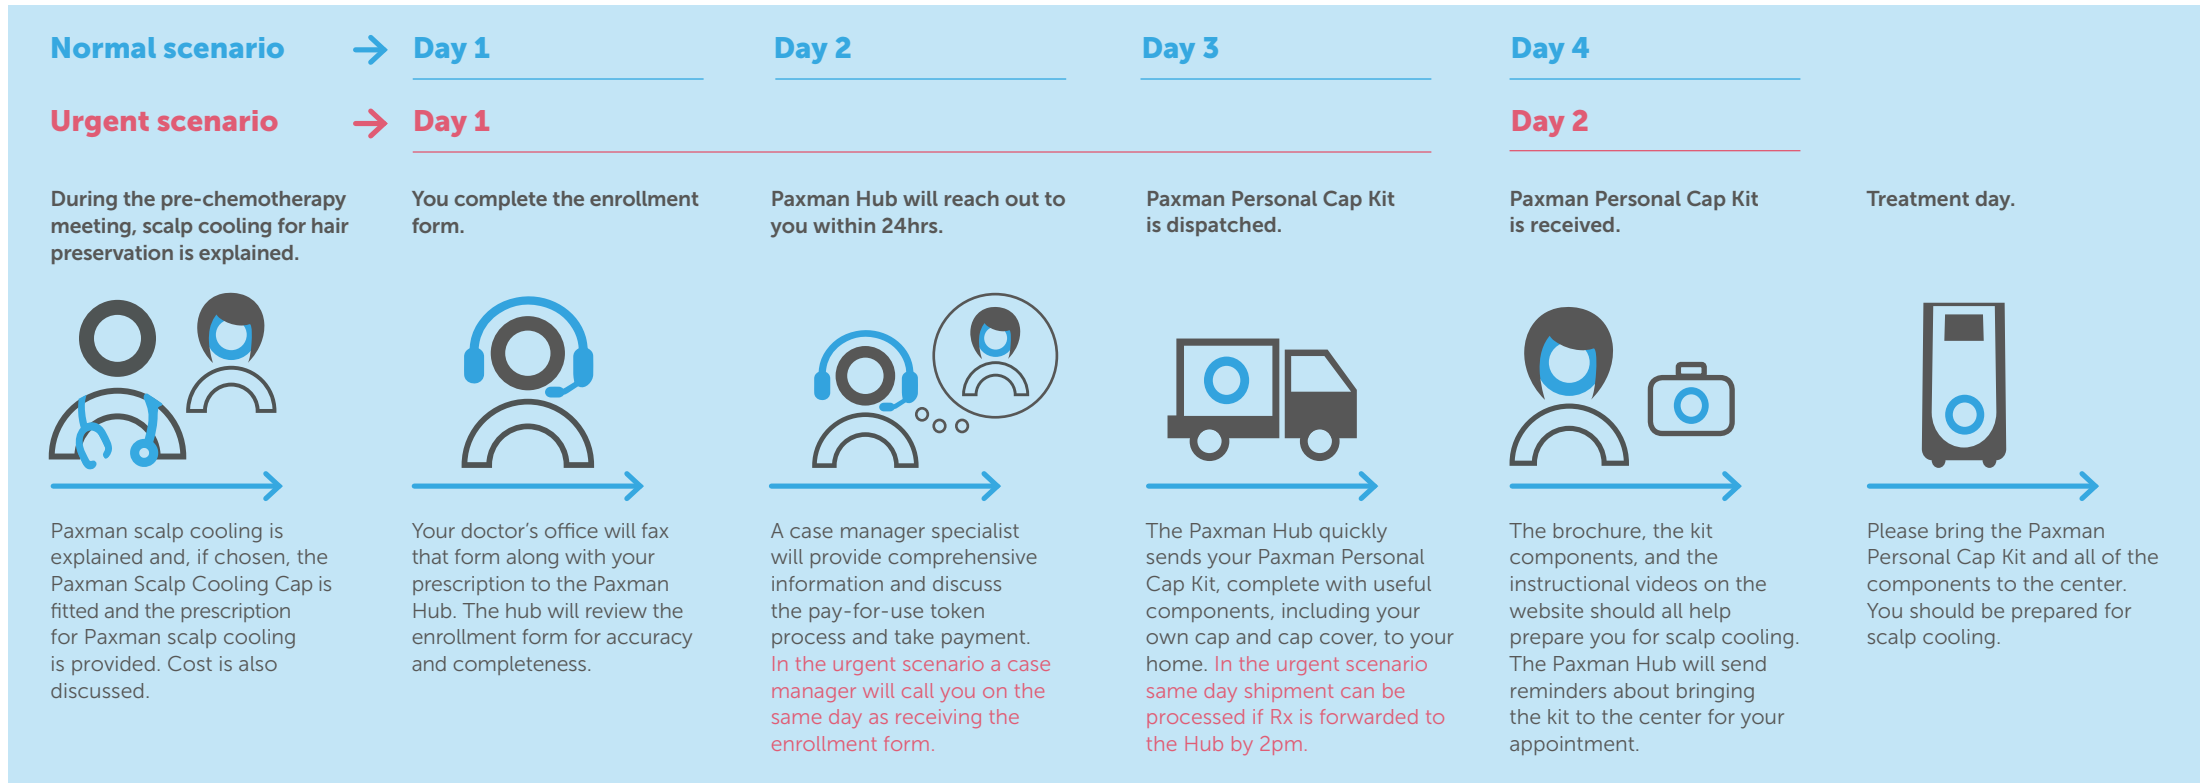 Normal scenario → Day 1 Day 2 Day 3 Day 4
Urgent scenario → Day 1 Day 2
During the pre-chemotherapy
meeting, scalp cooling for hair
preservation is explained.
Paxman scalp cooling is
explained and, if chosen, the
Paxman Scalp Cooling Cap is
fitted and the prescription
for Paxman scalp cooling
is provided. Cost is also
discussed.
You complete the enrollment
form.
Your doctor’s office will fax
that form along with your
prescription to the Paxman
Hub. The hub will review the
enrollment form for accuracy
and completeness.
Paxman Hub will reach out to
you within 24hrs.
A case manager specialist
will provide comprehensive
information and discuss
the pay-for-use token
process and take payment.
In the urgent scenario a case
manager will call you on the
same day as receiving the
enrollment form.
Paxman Personal Cap Kit
is dispatched.
The Paxman Hub quickly
sends your Paxman Personal
Cap Kit, complete with useful
components, including your
own cap and cap cover, to your
home. In the urgent scenario
same day shipment can be
processed if Rx is forwarded to
the Hub by 2pm.
Paxman Personal Cap Kit
is received.
The brochure, the kit
components, and the
instructional videos on the
website should all help
prepare you for scalp cooling.
The Paxman Hub will send
reminders about bringing
the kit to the center for your
appointment.
Treatment day.
Please bring the Paxman
Personal Cap Kit and all of the
components to the center.
You should be prepared for
scalp cooling.